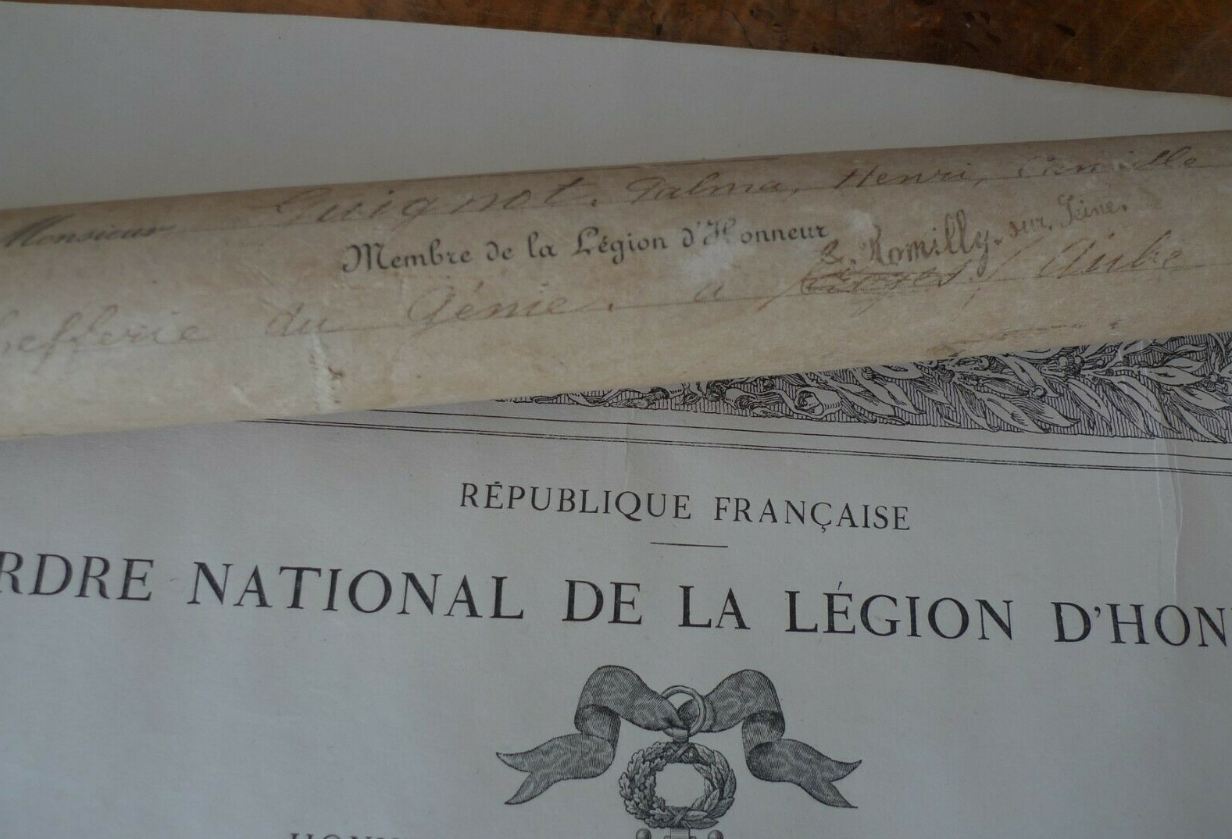 Monsieur Guignot, Palma, Henri, Camille
Membre de la Légion d'Honneur
Romilly, sur, Seine.
hefferie du Génie. à / Aube
RÉPUBLIQUE FRANÇAISE
RDRE NATIONAL DE LA LÉGION D'HON